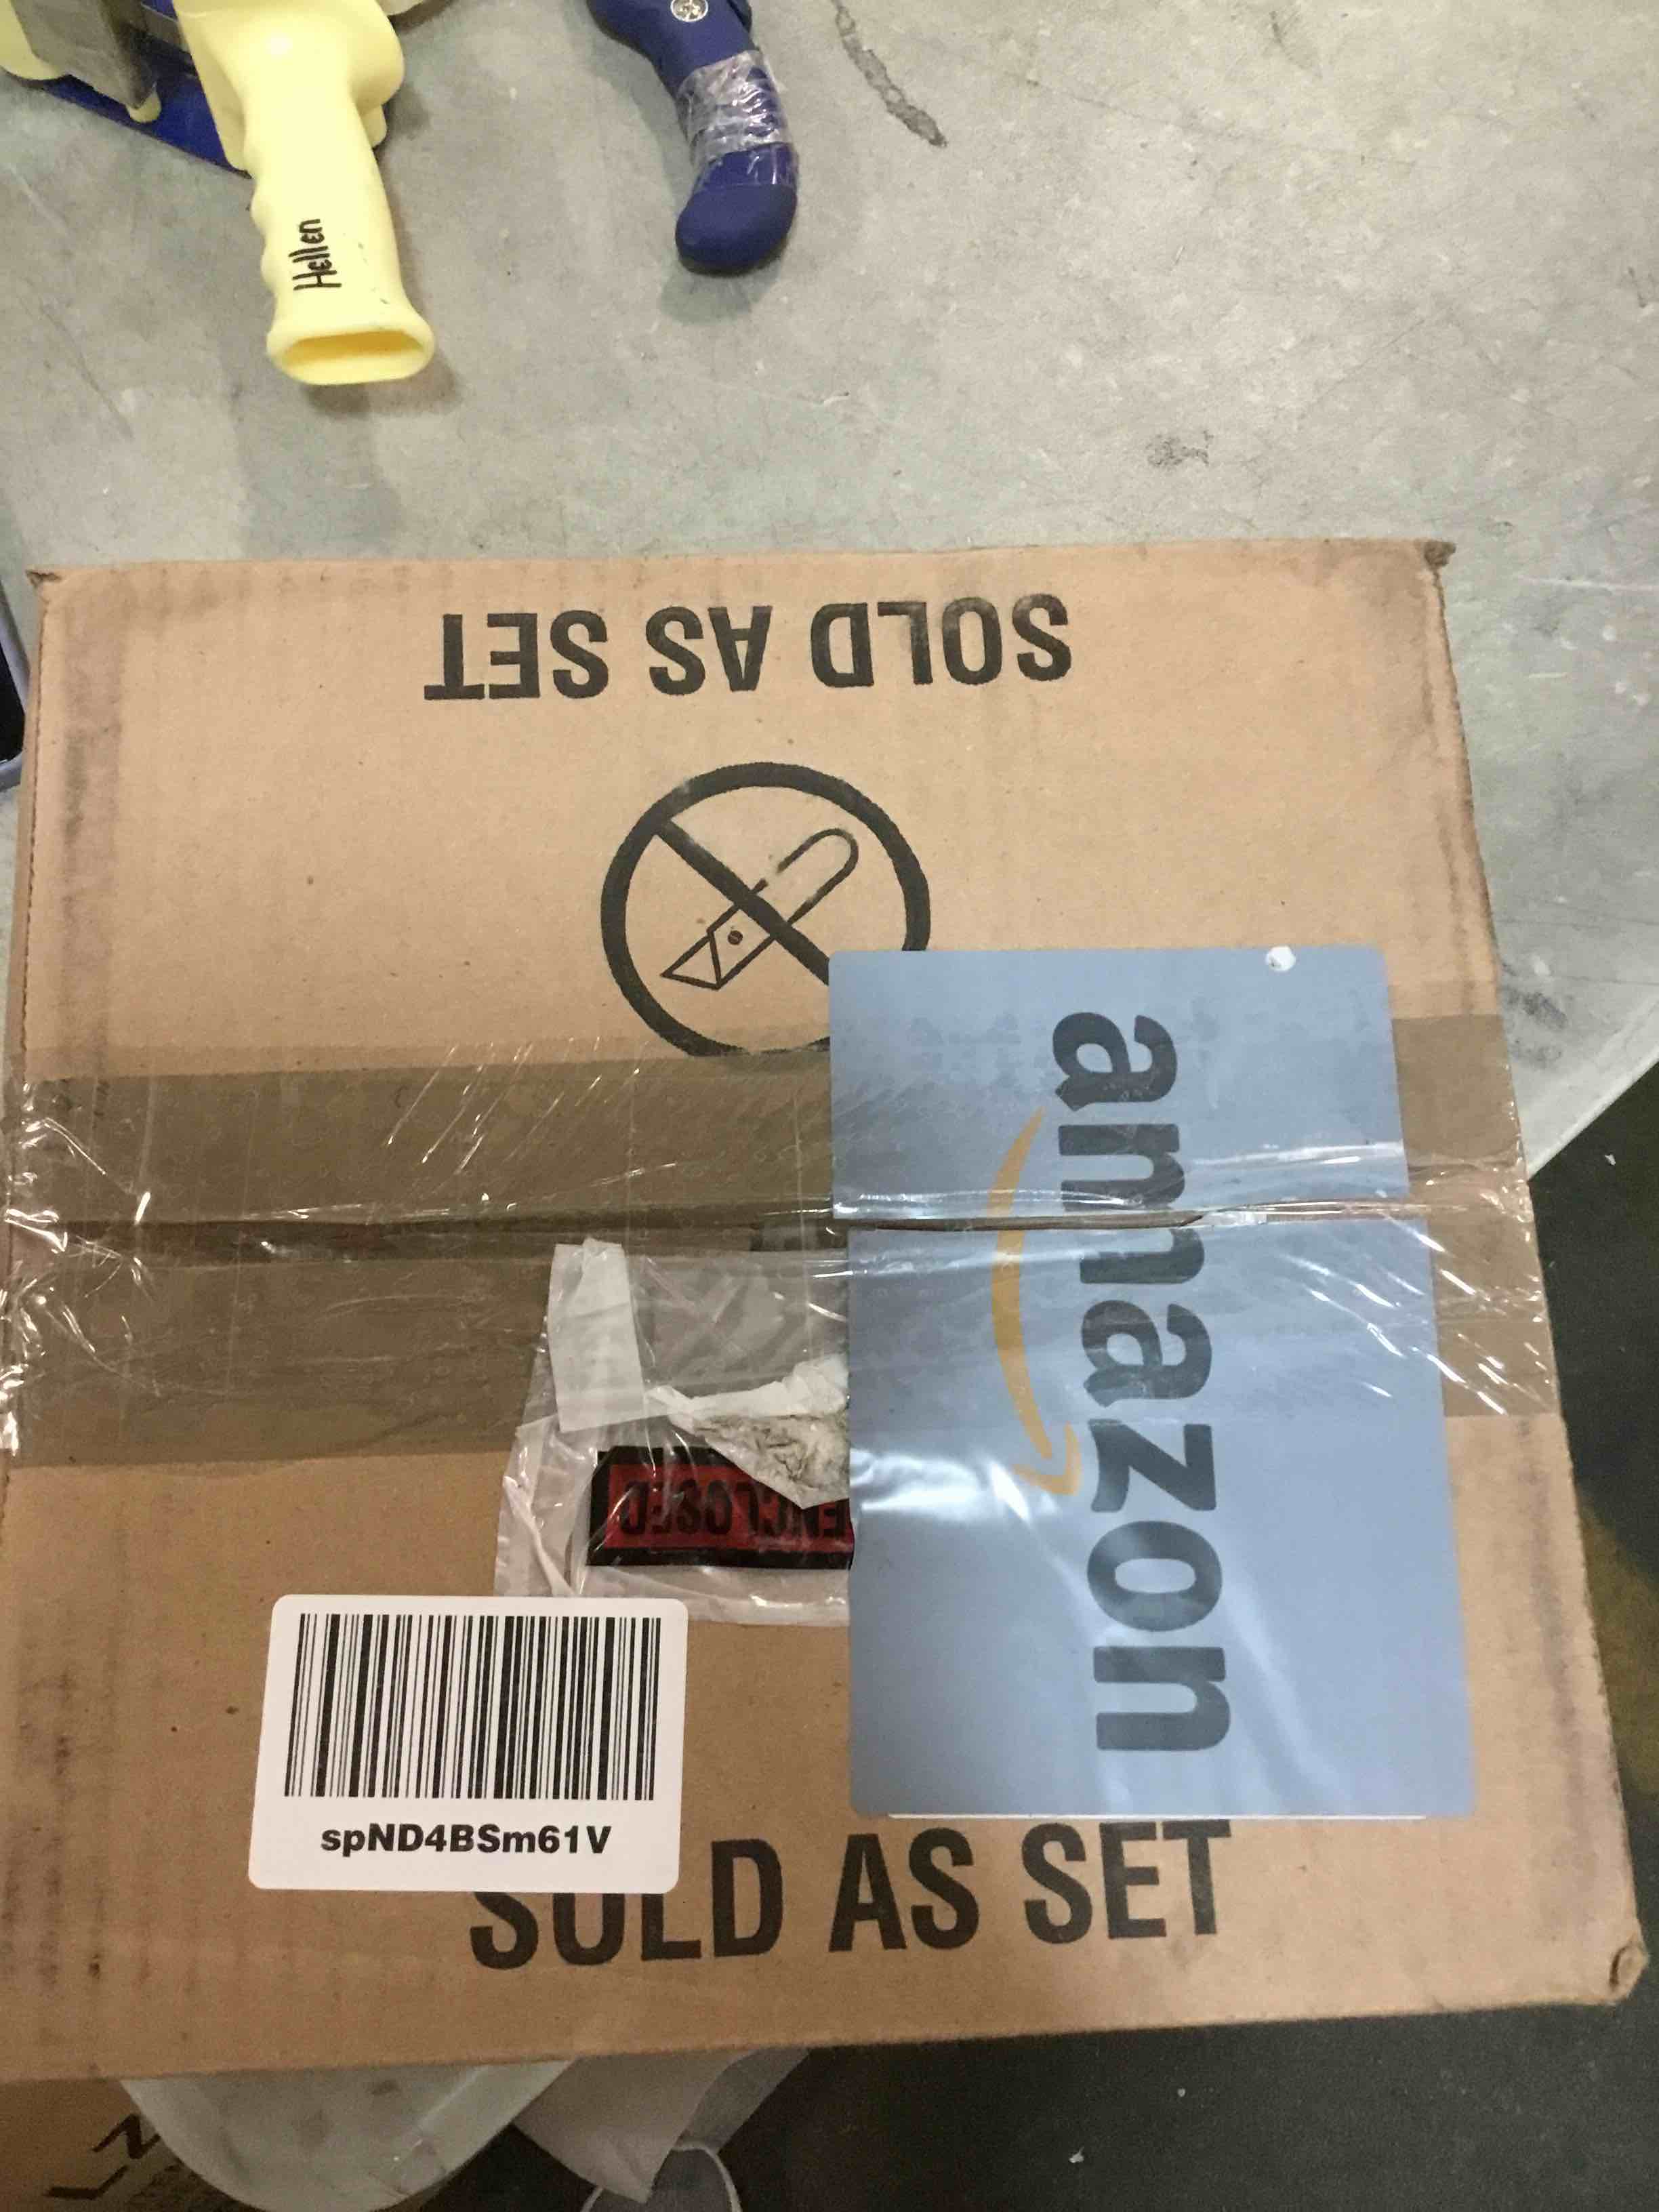 Hellen
SOLD AS SET
amazon
ENCLOSED
spND4BSm61V
SOLD AS SET